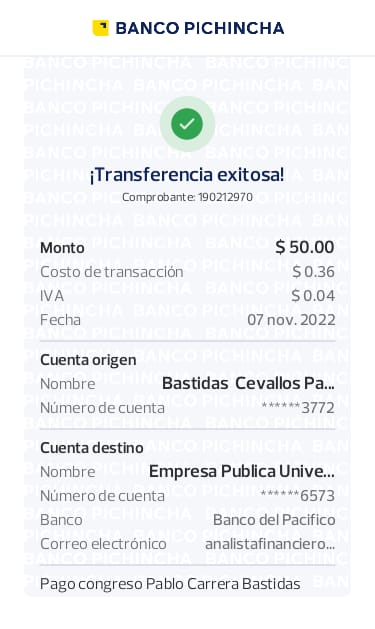 BANCO PICHINCHA
¡Transferencia exitosa!
Comprobante: 190212970
Monto $ 50.00
Costo de transacción $ 0.36
IVA $ 0.04
Fecha 07 nov. 2022
Cuenta origen
Nombre Bastidas Cevallos Pa...
Número de cuenta ******3772
Cuenta destino
Nombre Empresa Publica Unive...
Número de cuenta ******6573
Banco Banco del Pacifico
Correo electrónico analistafinanciero...
Pago congreso Pablo Carrera Bastidas